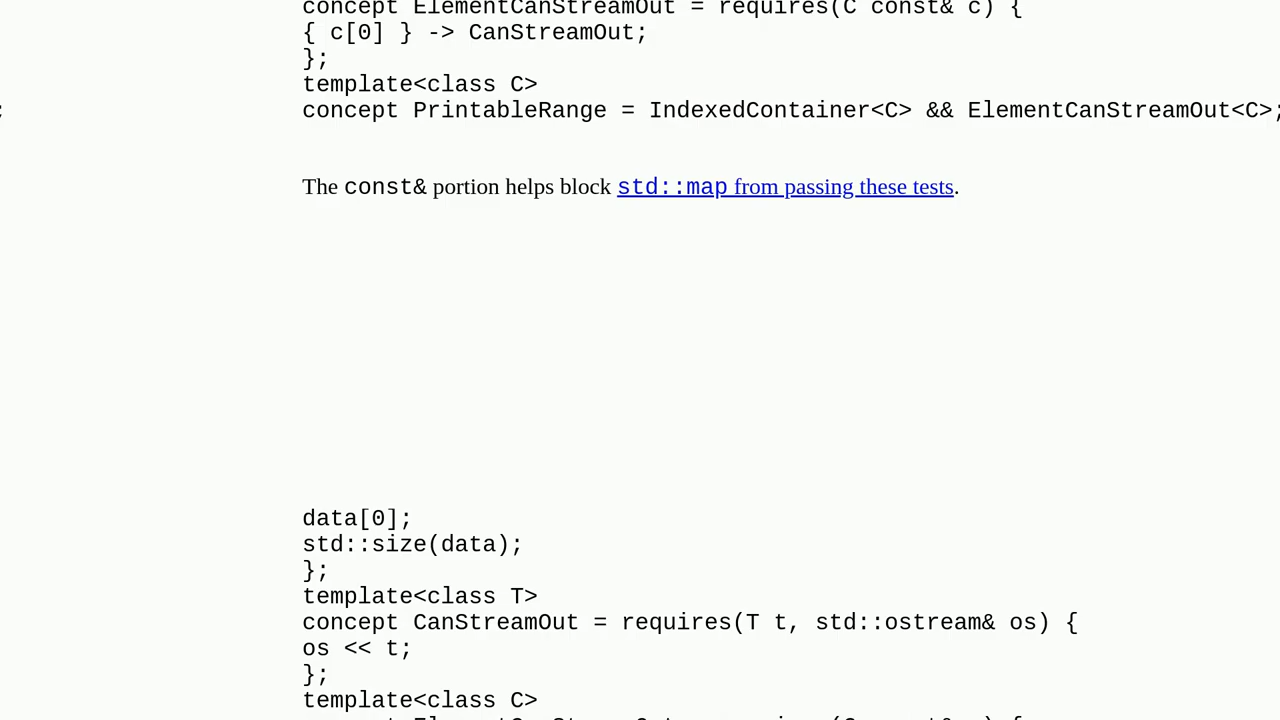 concept ElementCanStreamOut = requires(C const& c) {
{ c[0] } -> CanStreamOut;
};
template<class C>
; concept PrintableRange = IndexedContainer<C> && ElementCanStreamOut<C>;
The const& portion helps block std::map from passing these tests.
data[0];
std::size(data);
};
template<class T>
concept CanStreamOut = requires(T t, std::ostream& os) {
os << t;
};
template<class C>